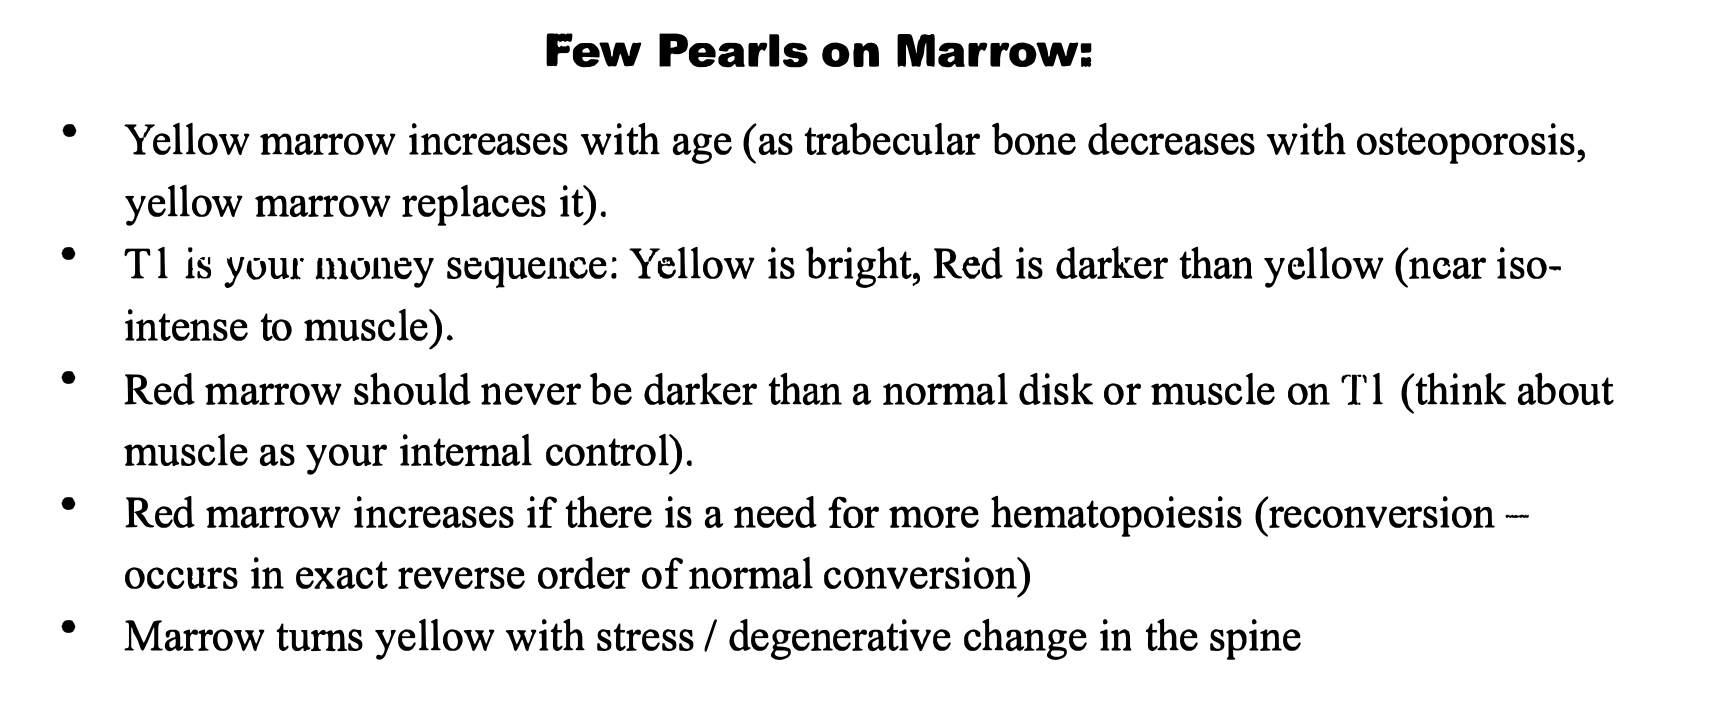 Few Pearls on Marrow:
• Yellow marrow increases with age (as trabecular bone decreases with osteoporosis,
yellow marrow replaces it).
• T1 is your money sequence: Yellow is bright, Red is darker than yellow (near iso-
intense to muscle).
• Red marrow should never be darker than a normal disk or muscle on T1 (think about
muscle as your internal control).
• Red marrow increases if there is a need for more hematopoiesis (reconversion –
occurs in exact reverse order of normal conversion)
• Marrow turns yellow with stress / degenerative change in the spine